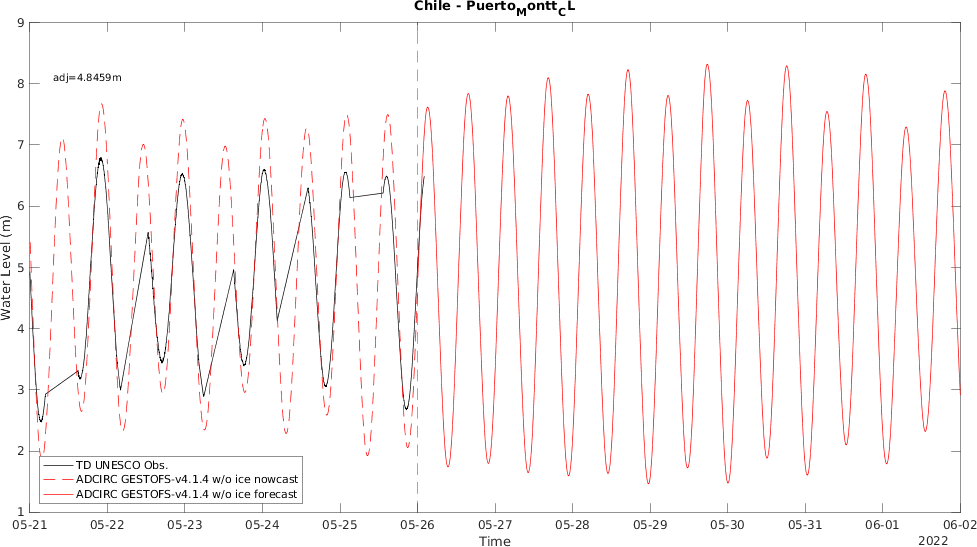 Chile - Puerto_Montt_CL
9
adj=4.8459m
8
7
6
5
4
3
2
1
Water Level (m)
TD UNESCO Obs.
ADCIRC GESTOFS-v4.1.4 w/o ice nowcast
ADCIRC GESTOFS-v4.1.4 w/o ice forecast
05-21 05-22 05-23 05-24 05-25 05-26 05-27 05-28 05-29 05-30 05-31 06-01 06-02
Time
2022